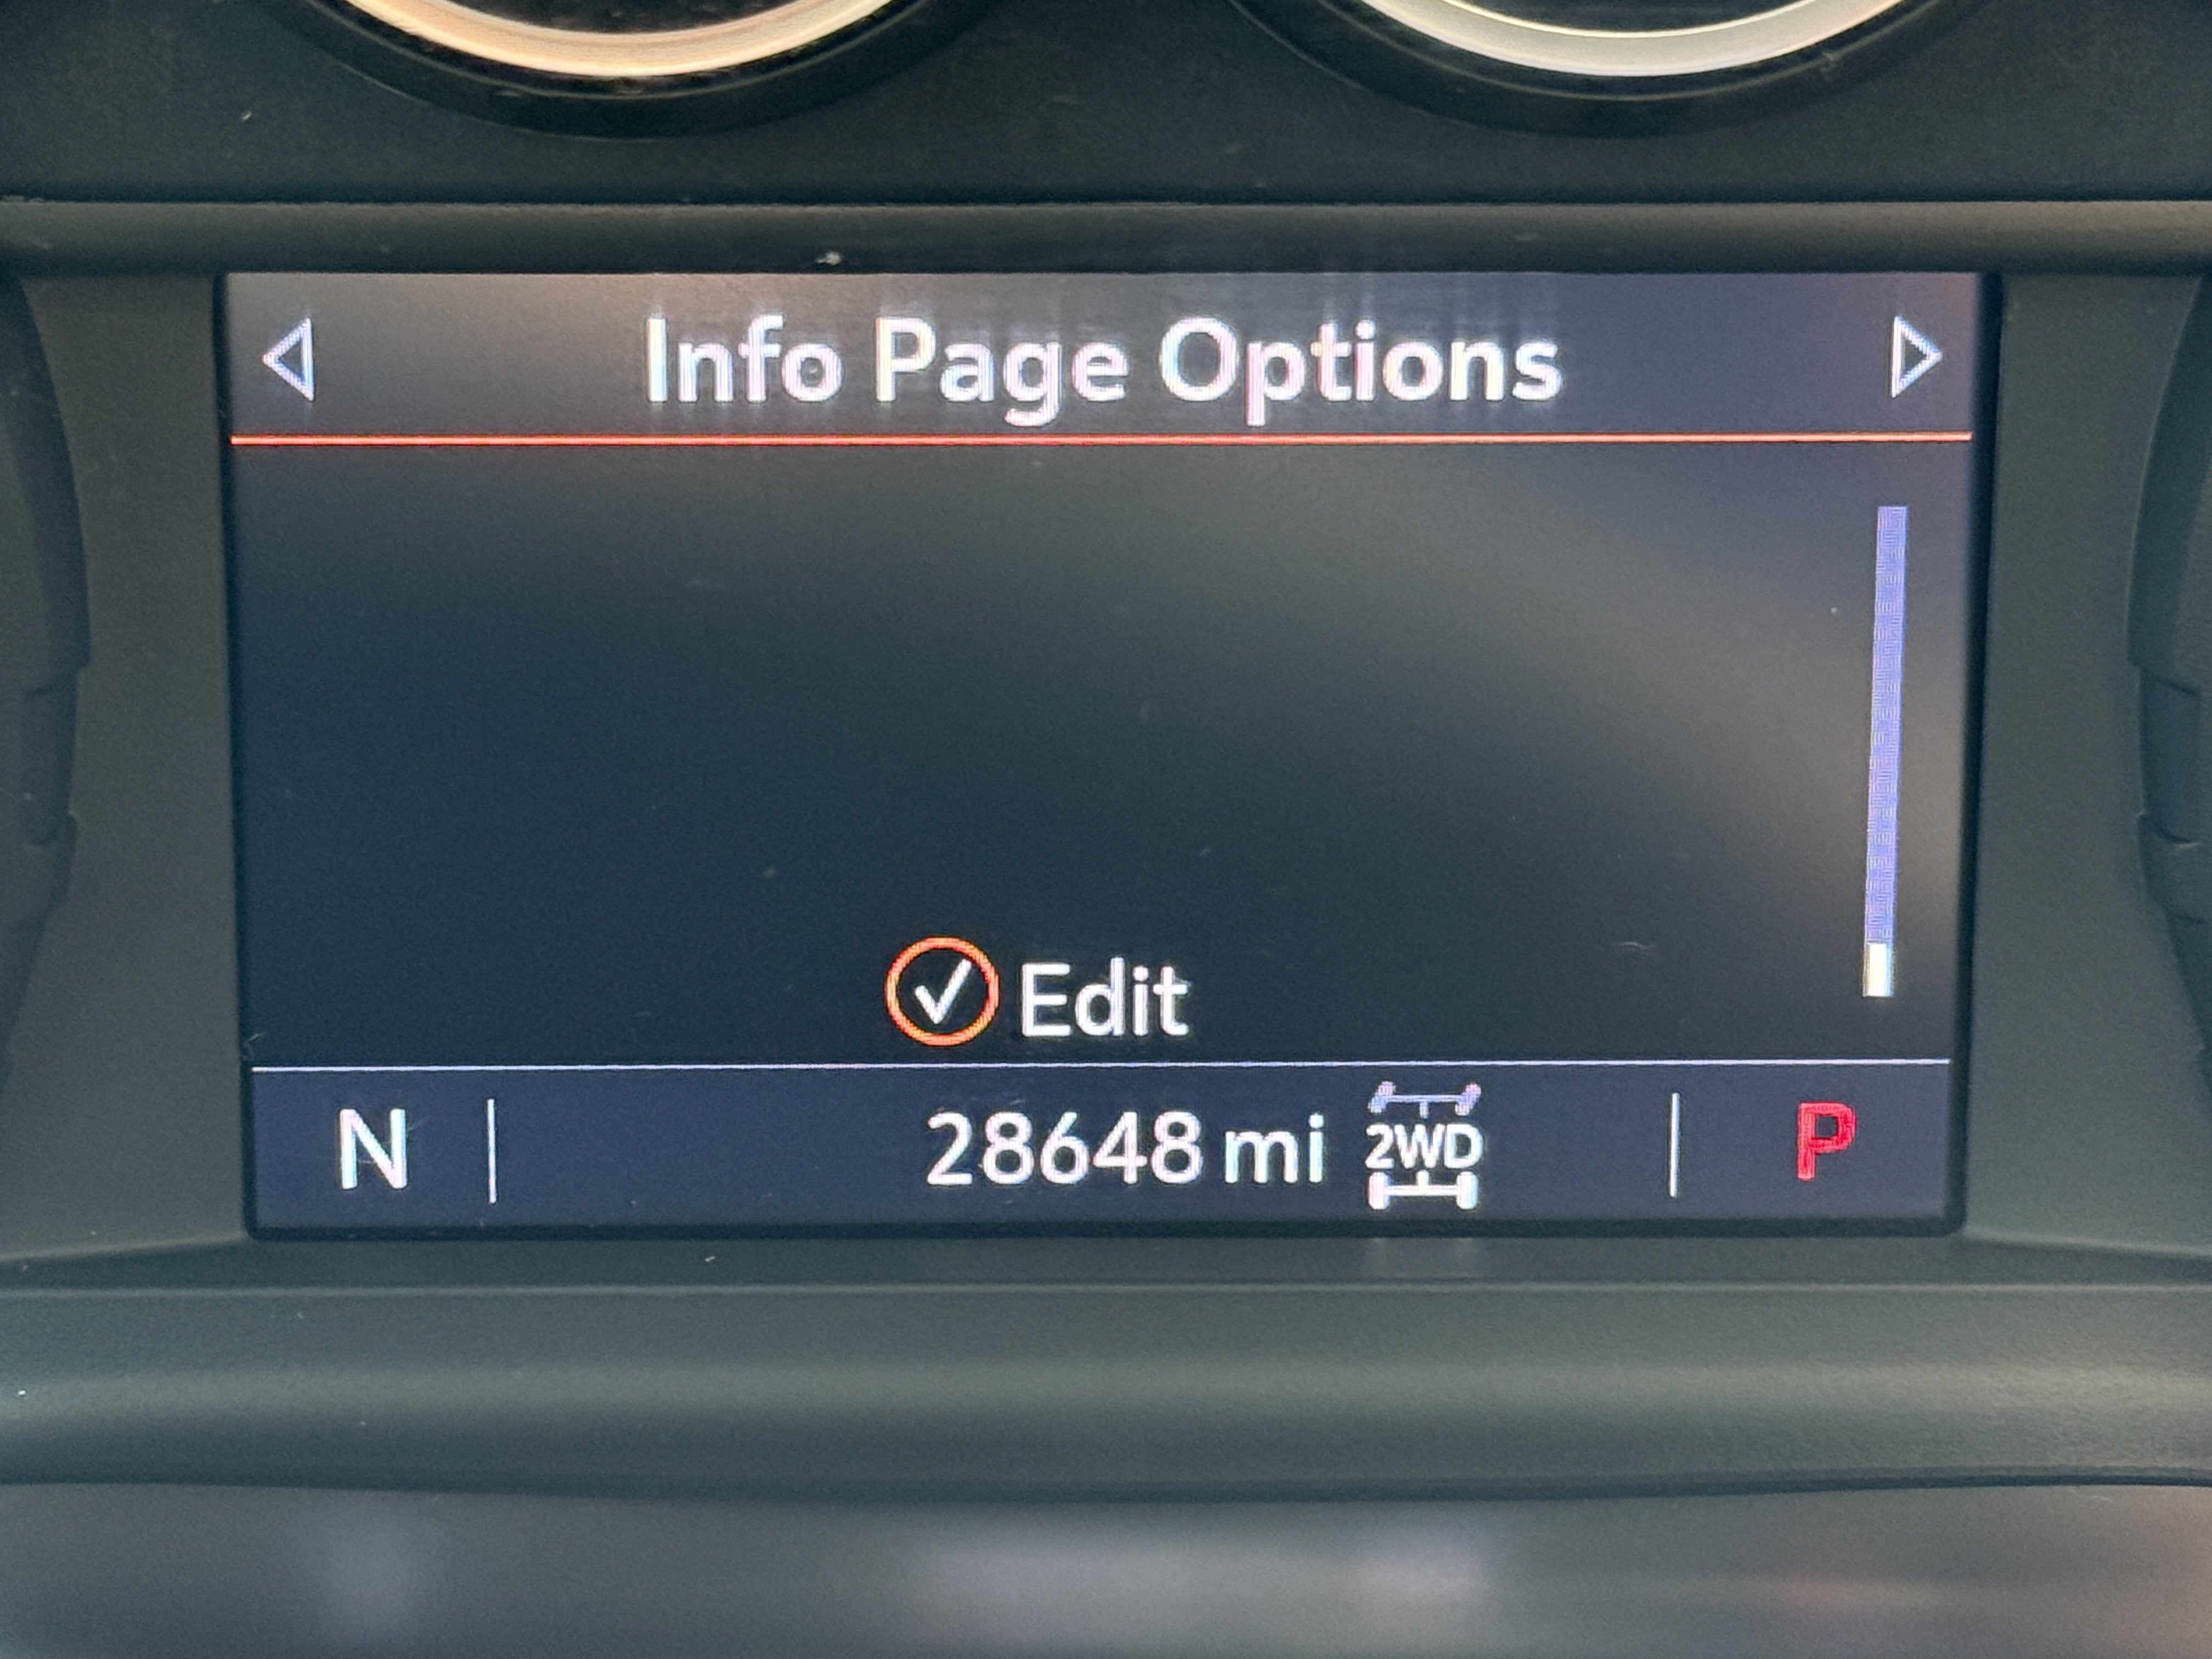 Info Page Options
Edit
N 28648 mi 2WD P